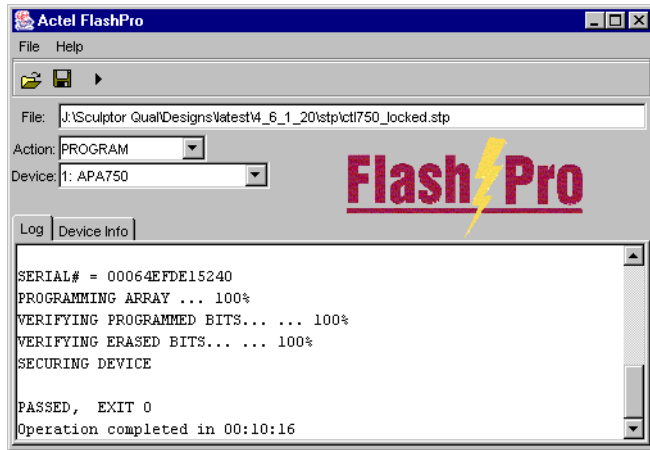 Actel FlashPro
File Help
File: J:\Sculptor Qual\Designs\latest\4_6_1_20\stp\ctl750_locked.stp
Action: PROGRAM
Device: 1: APA750
Flash Pro
Log Device Info
SERIAL# = 00064EFDE15240
PROGRAMMING ARRAY ... 100%
VERIFYING PROGRAMMED BITS... ... 100%
VERIFYING ERASED BITS... ... 100%
SECURING DEVICE
PASSED, EXIT 0
Operation completed in 00:10:16